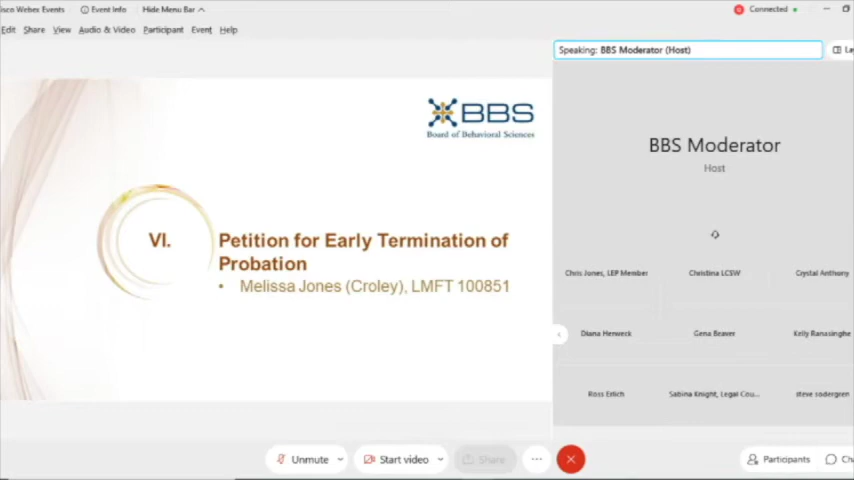 isco Webex Events Event Info Hide Menu Bar Connected
Edit Share View Audio & Video Participant Event Help
Speaking: BBS Moderator (Host) Lay
BBS
Board of Behavioral Sciences
BBS Moderator
Host
VI.
Petition for Early Termination of
Probation
• Melissa Jones (Croley), LMFT 100851
Chris Jones, LEP Member Christina LCSW Crystal Anthony
Diana Herweck Gena Beaver Kelly Ranasinghe
Ross Erlich Sabina Knight, Legal Cou... steve sodergren
Unmute Start video Share ... Participants Cha